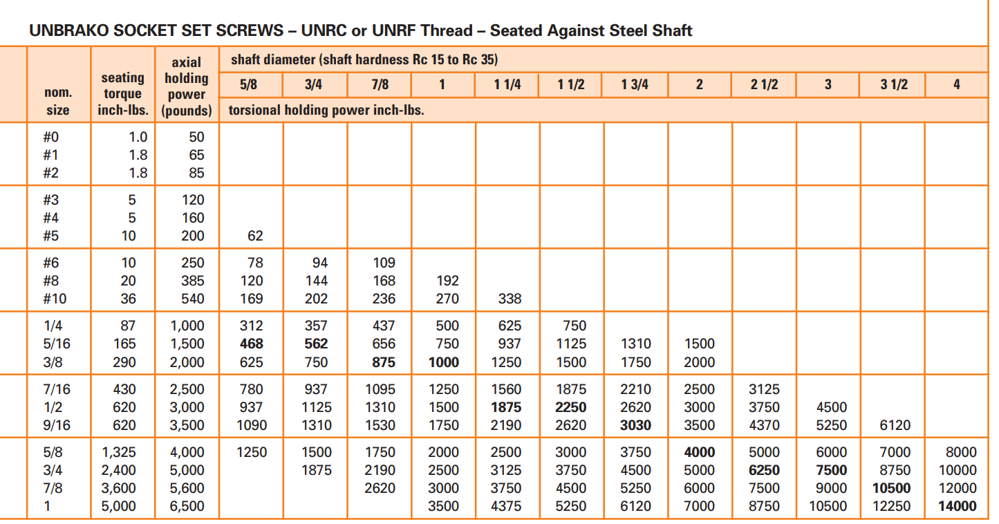 UNBRAKO SOCKET SET SCREWS – UNRC or UNRF Thread – Seated Against Steel Shaft
nom. size seating torque inch-lbs. axial holding power (pounds) shaft diameter (shaft hardness Rc 15 to Rc 35)
5/8 3/4 7/8 1 1 1/4 1 1/2 1 3/4 2 2 1/2 3 3 1/2 4
torsional holding power inch-lbs.
#0 1.0 50
#1 1.8 65
#2 1.8 85
#3 5 120
#4 5 160
#5 10 200 62
#6 10 250 78 94 109
#8 20 385 120 144 168 192
#10 36 540 169 202 236 270 338
1/4 87 1,000 312 357 437 500 625 750
5/16 165 1,500 468 562 656 750 937 1125 1310 1500
3/8 290 2,000 625 750 875 1000 1250 1500 1750 2000
7/16 430 2,500 780 937 1095 1250 1560 1875 2210 2500 3125
1/2 620 3,000 937 1125 1310 1500 1875 2250 2620 3000 3750 4500
9/16 620 3,500 1090 1310 1530 1750 2190 2620 3030 3500 4370 5250 6120
5/8 1,325 4,000 1250 1500 1750 2000 2500 3000 3750 4000 5000 6000 7000 8000
3/4 2,400 5,000 1875 2190 2500 3125 3750 4500 5000 6250 7500 8750 10000
7/8 3,600 5,600 2620 3000 3750 4500 5250 6000 7500 9000 10500 12000
1 5,000 6,500 3500 4375 5250 6120 7000 8750 10500 12250 14000